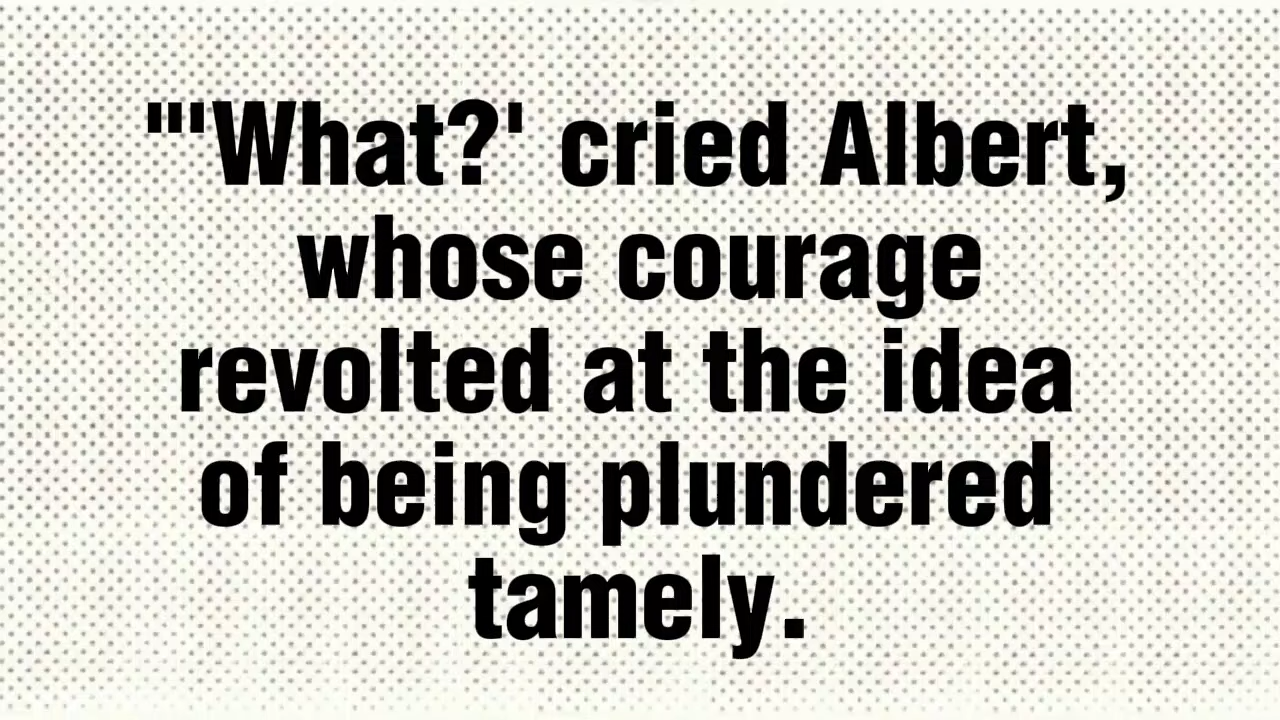 "'What?' cried Albert,
whose courage
revolted at the idea
of being plundered
tamely.